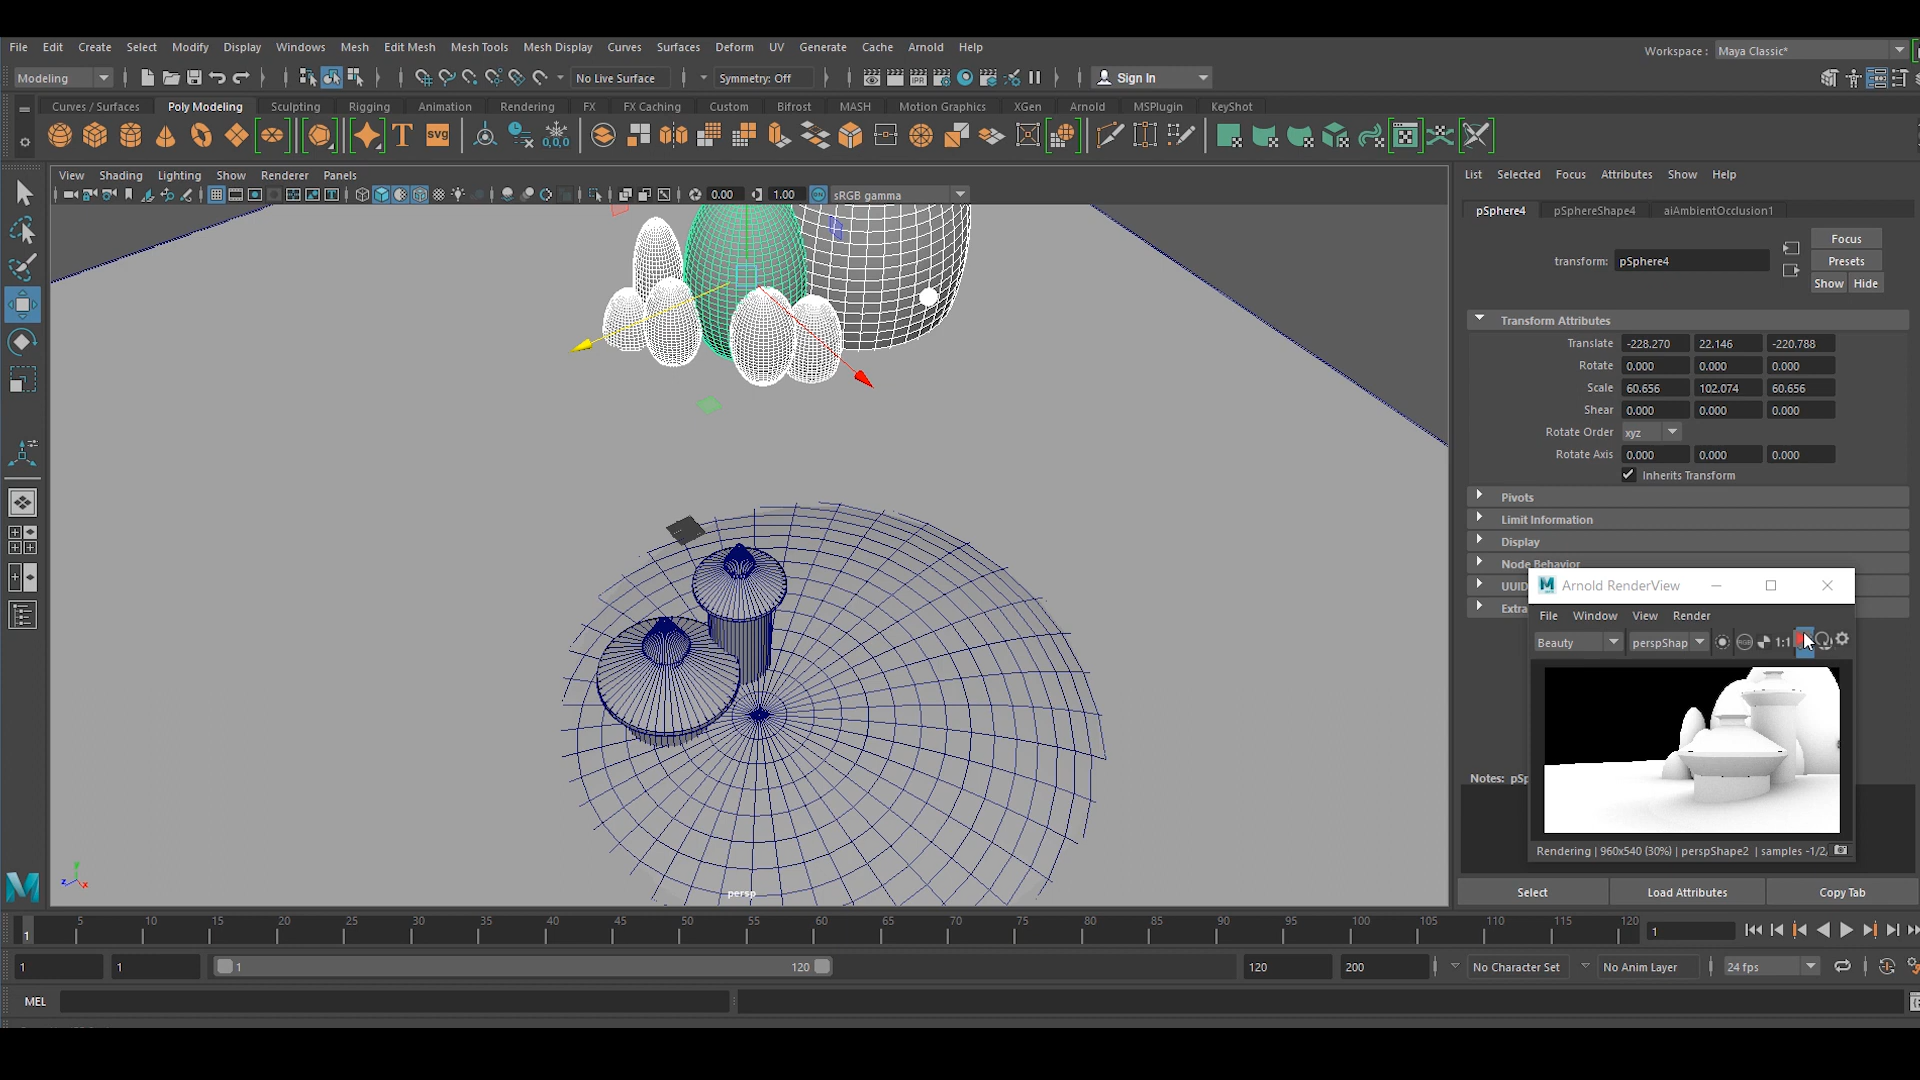 File Edit Create Select Modify Display Windows Mesh Edit Mesh Mesh Tools Mesh Display Curves Surfaces Deform UV Generate Cache Arnold Help
Workspace : Maya Classic*
Modeling
No Live Surface
Symmetry: Off
IPR
Sign In
Curves / Surfaces Poly Modeling Sculpting Rigging Animation Rendering FX FX Caching Custom Bifrost MASH Motion Graphics XGen Arnold MSPlugin KeyShot
T
SVG
0,0,0
View Shading Lighting Show Renderer Panels
0.00 1.00 sRGB gamma
List Selected Focus Attributes Show Help
pSphere4 pSphereShape4 aiAmbientOcclusion1
Focus
transform: pSphere4 Presets
Show Hide
Transform Attributes
Translate -228.270 22.146 -220.788
Rotate 0.000 0.000 0.000
Scale 60.656 102.074 60.656
Shear 0.000 0.000 0.000
Rotate Order xyz
Rotate Axis 0.000 0.000 0.000
Inherits Transform
Pivots
Limit Information
Display
Node Behavior
UUID
Extra
M Arnold RenderView
File Window View Render
Beauty perspShap 1:1
Notes: pSp
Rendering | 960x540 (30%) | perspShape2 | samples -1/2
persp
z y x
M
Select Load Attributes Copy Tab
1 5 10 15 20 25 30 35 40 45 50 55 60 65 70 75 80 85 90 95 100 105 110 115 120 1
1 1 1 120 120 200 No Character Set No Anim Layer 24 fps
MEL